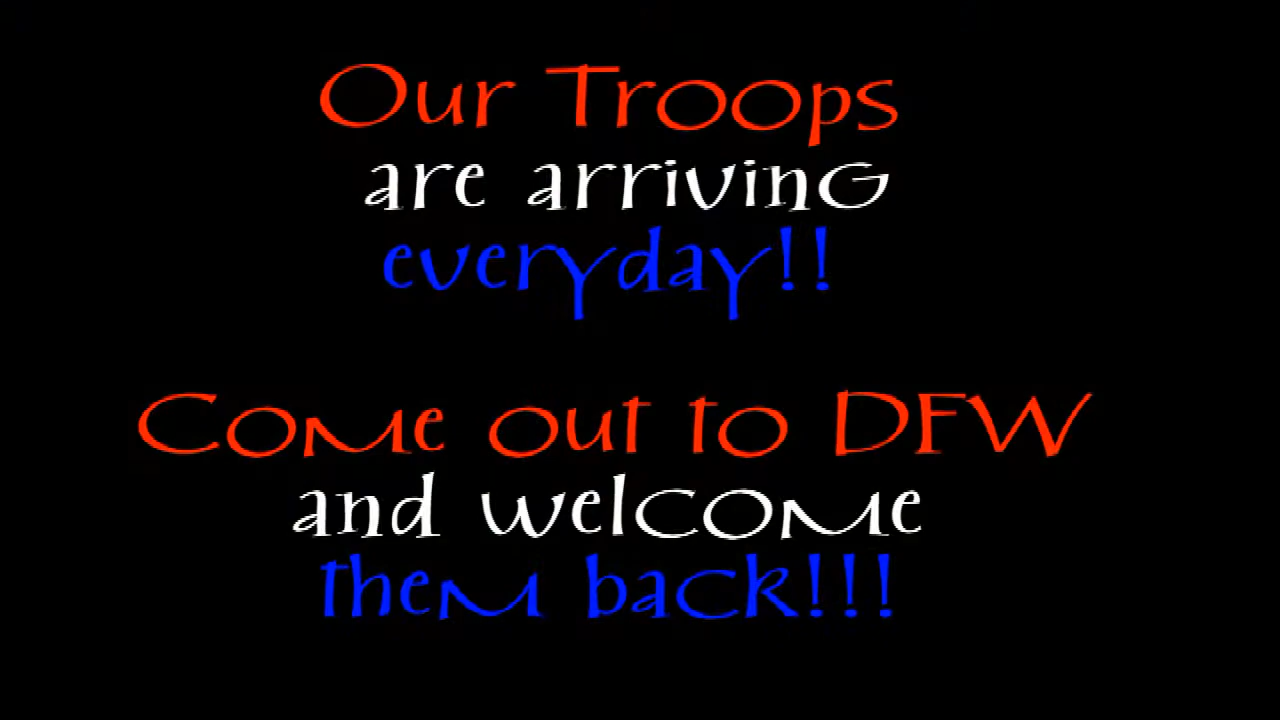 Our Troops
are arriving
everyday!!
Come out to DFW
and welcome
them back!!!